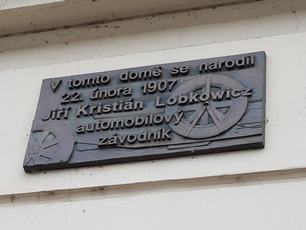 V tomto domě se narodil
22. února 1907
Jiří Kristián Lobkowicz
automobilový
závodník